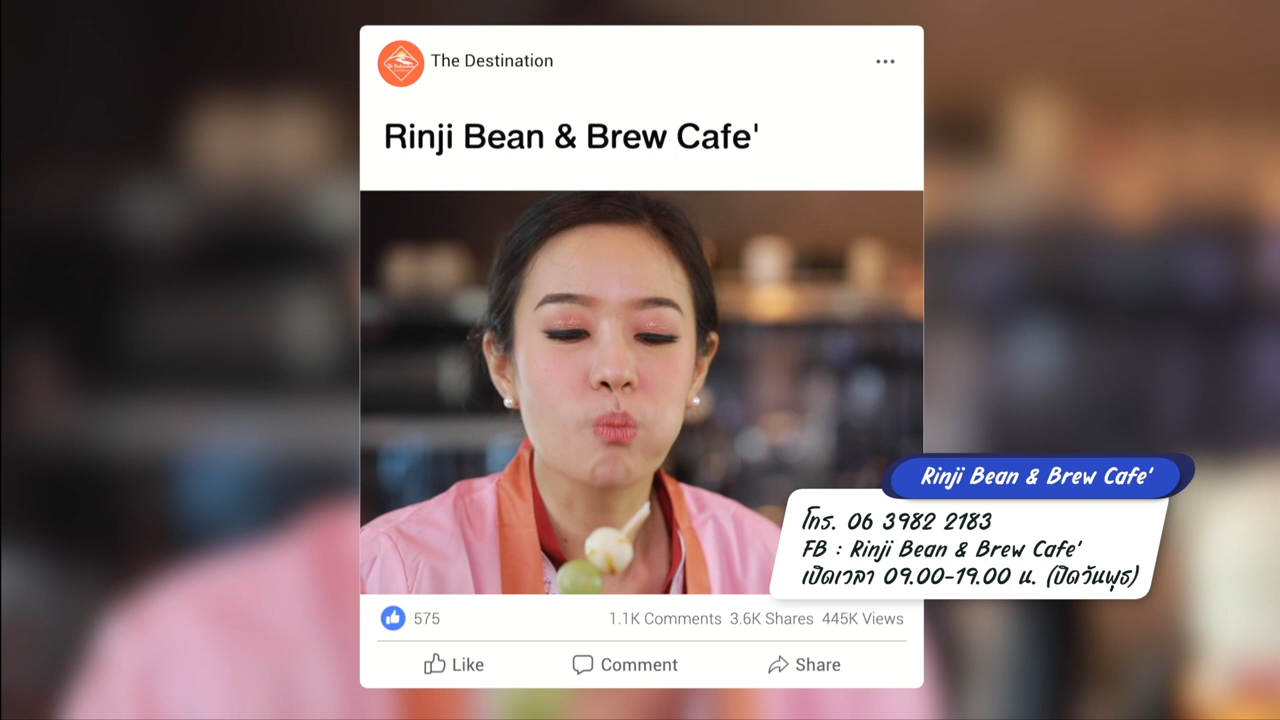 The Destination
Rinji Bean & Brew Cafe'
Rinji Bean & Brew Cafe'
โทร. 06 3982 2183
FB : Rinji Bean & Brew Cafe'
เปิดเวลา 09.00-19.00 น. (ปิดวันพุธ)
575
1.1K Comments 3.6K Shares 445K Views
Like Comment Share